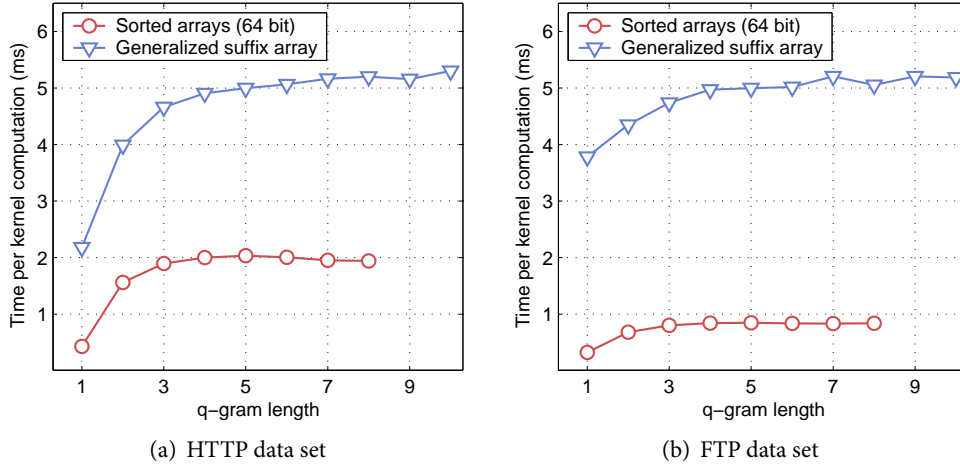 Sorted arrays (64 bit)
Generalized suffix array
Time per kernel computation (ms)
6
5
4
3
2
1
1 3 5 7 9
q−gram length
(a) HTTP data set
Sorted arrays (64 bit)
Generalized suffix array
Time per kernel computation (ms)
6
5
4
3
2
1
1 3 5 7 9
q−gram length
(b) FTP data set